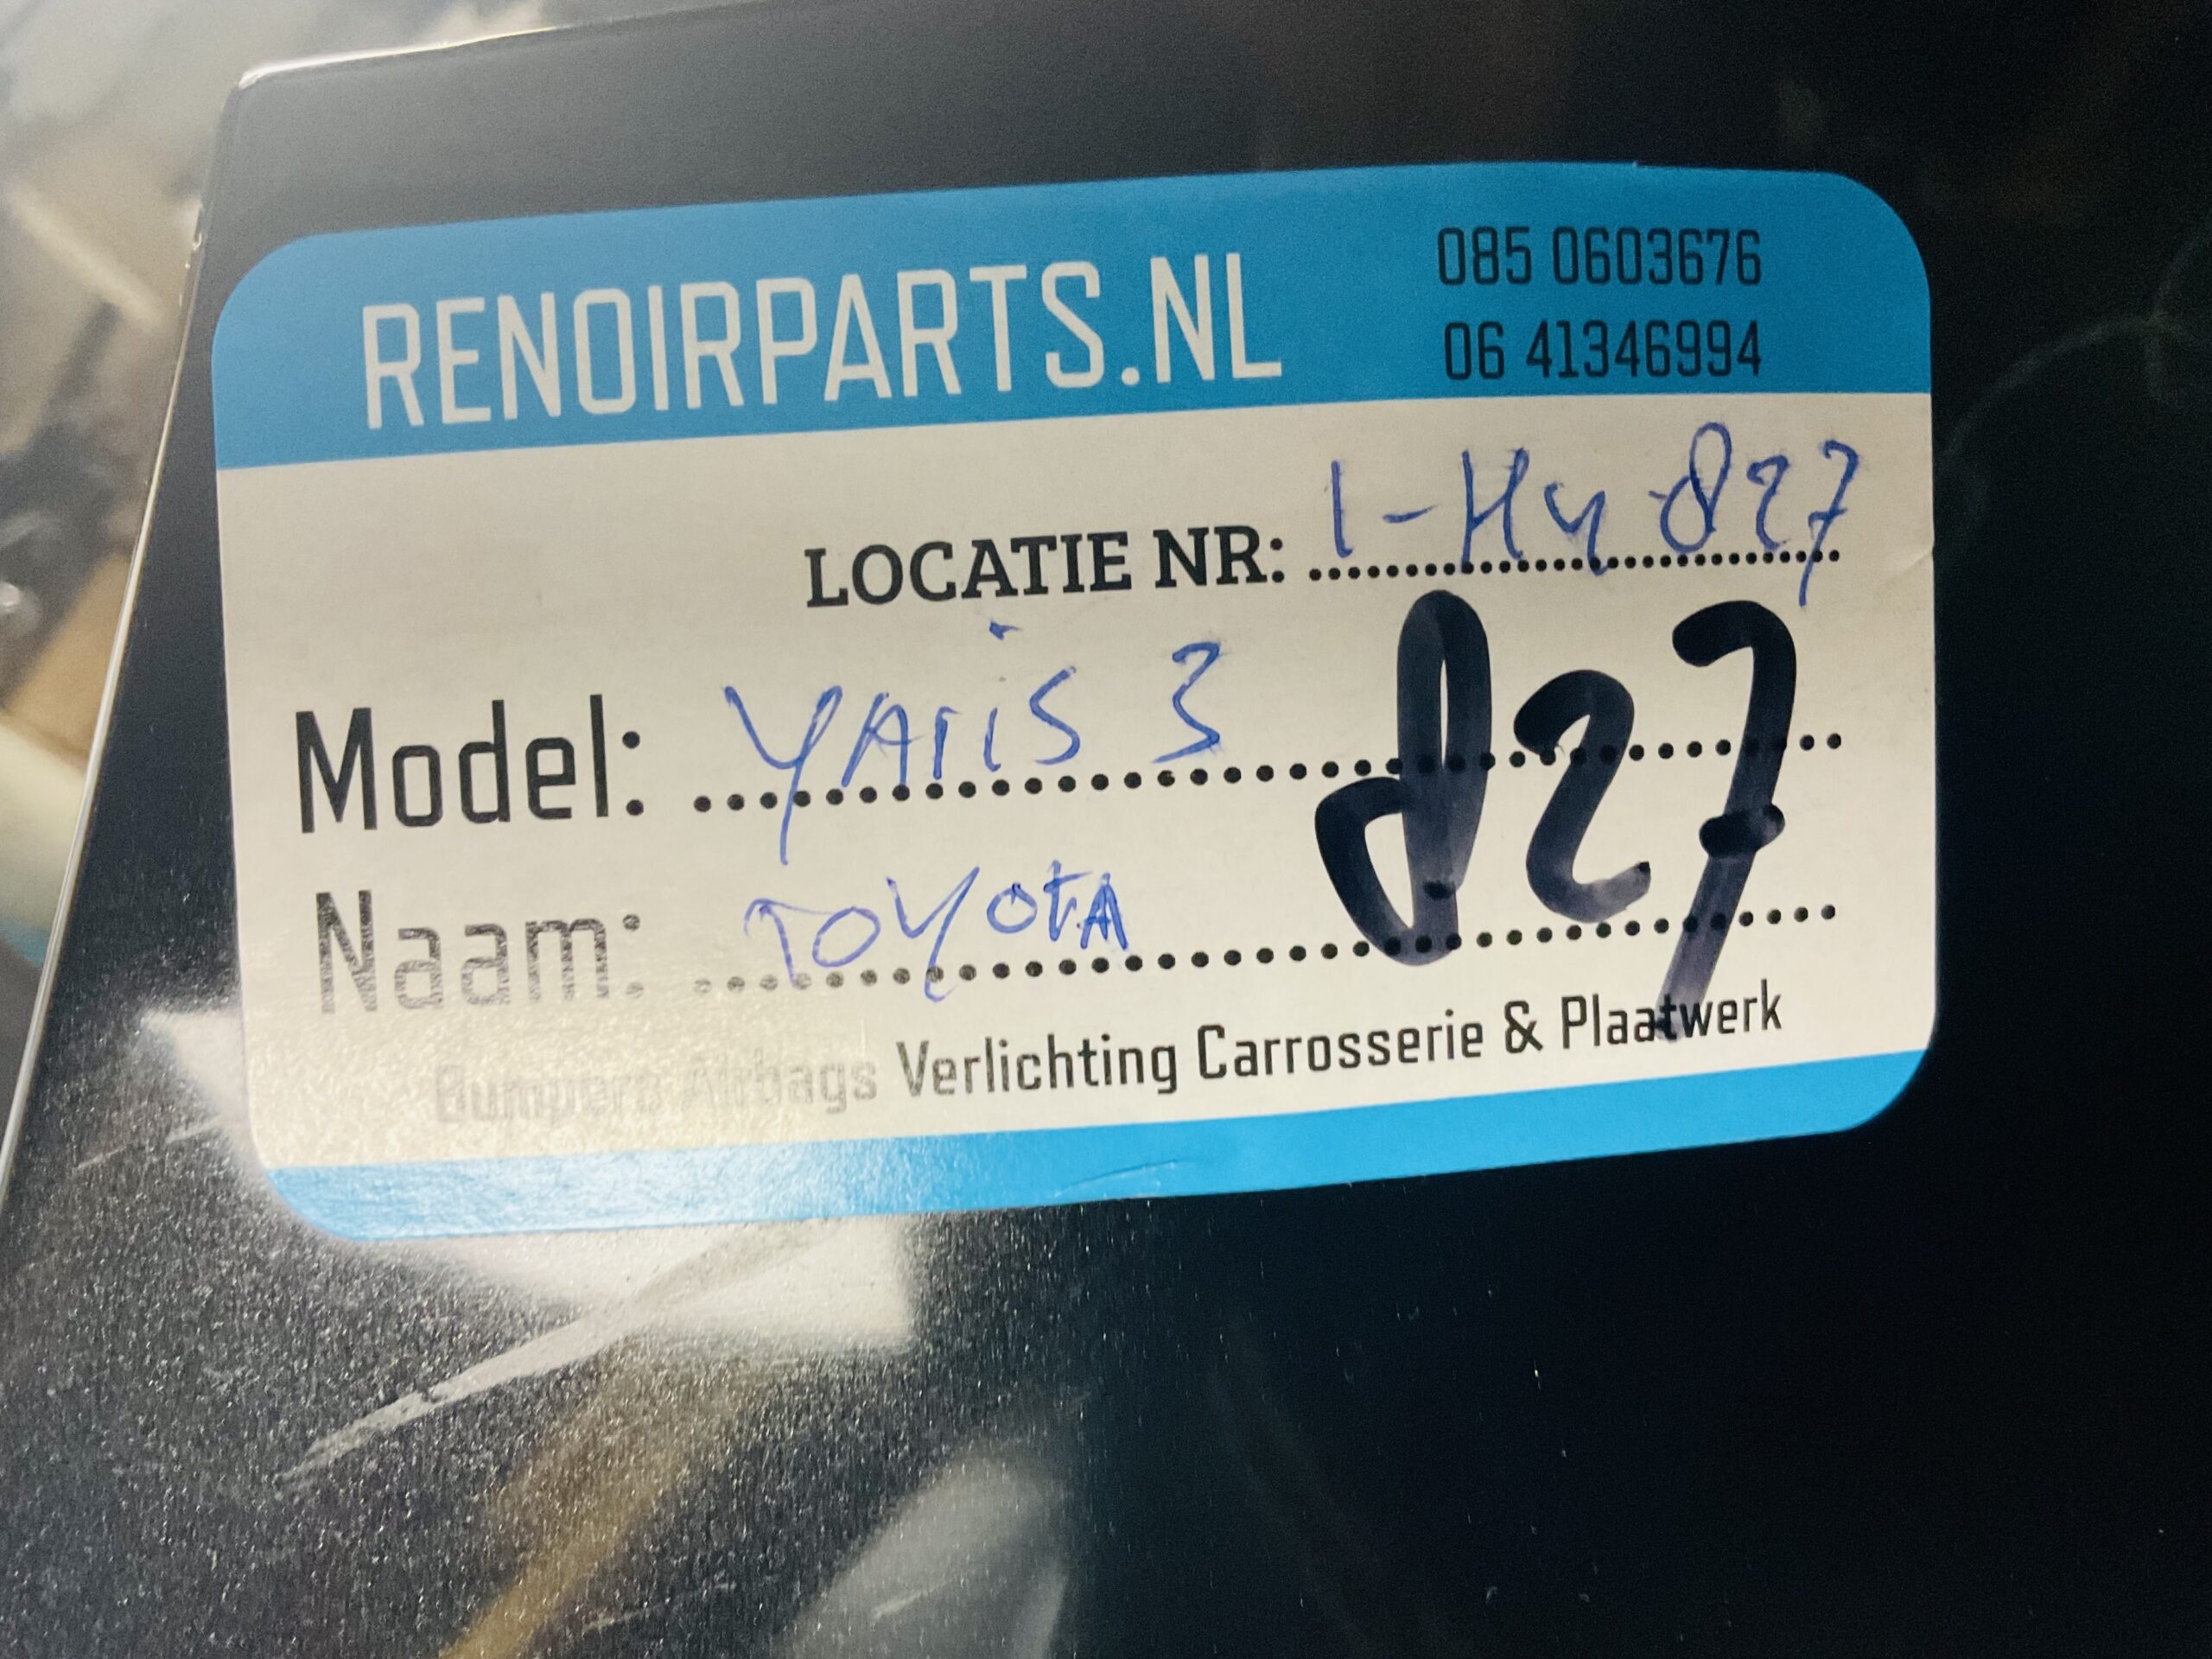 RENOIRPARTS.NL
085 0603676
06 41346994
LOCATIE NR: 1-H4 827
Model: YARiS 3
827
Naam: TOYOTA
Bumpers Airbags Verlichting Carrosserie & Plaatwerk